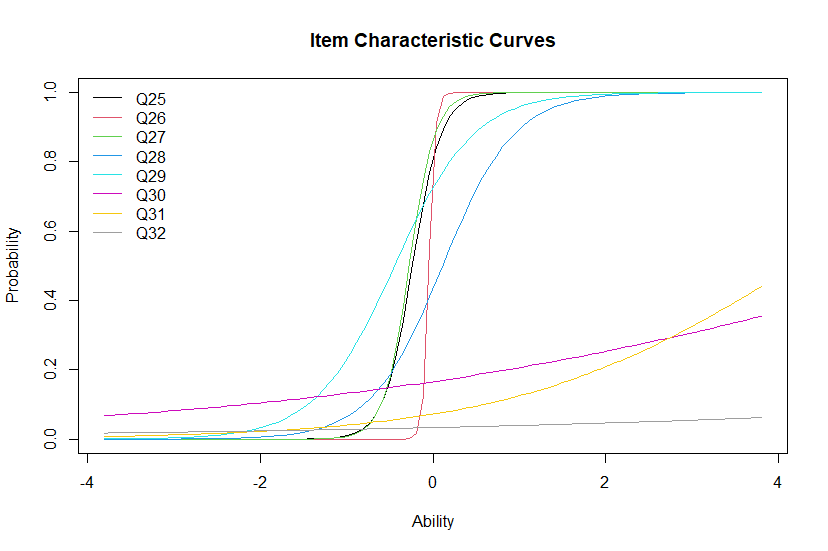 Item Characteristic Curves
1.0
0.8
0.6
0.4
0.2
0.0
Probability
Q25
Q26
Q27
Q28
Q29
Q30
Q31
Q32
-4
-2
0
2
4
Ability